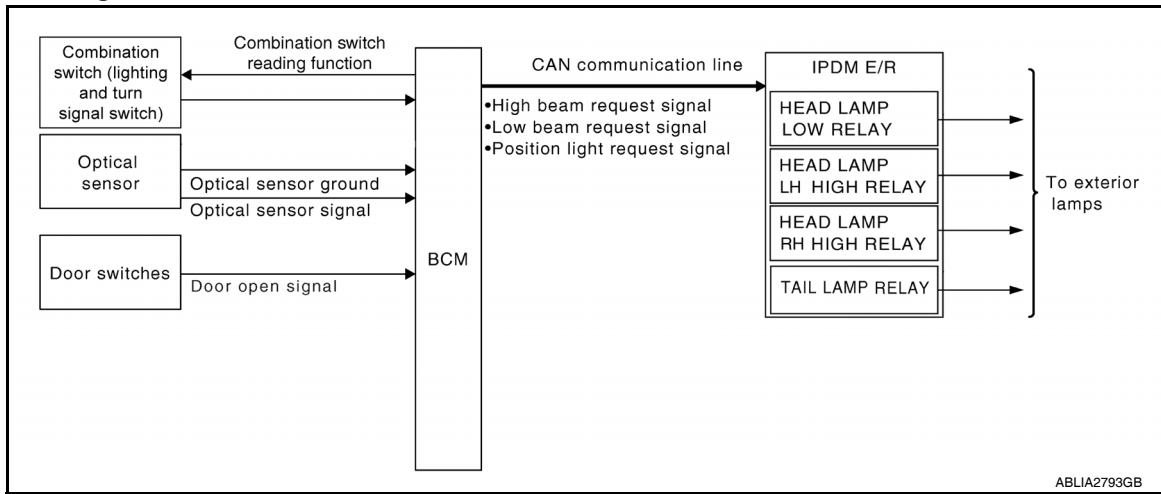 Combination
switch (lighting
and turn
signal switch)
Combination switch
reading function
Optical
sensor
Optical sensor ground
Optical sensor signal
Door switches
Door open signal
BCM
CAN communication line
•High beam request signal
•Low beam request signal
•Position light request signal
IPDM E/R
HEAD LAMP
LOW RELAY
HEAD LAMP
LH HIGH RELAY
HEAD LAMP
RH HIGH RELAY
TAIL LAMP RELAY
To exterior
lamps
ABLIA2793GB